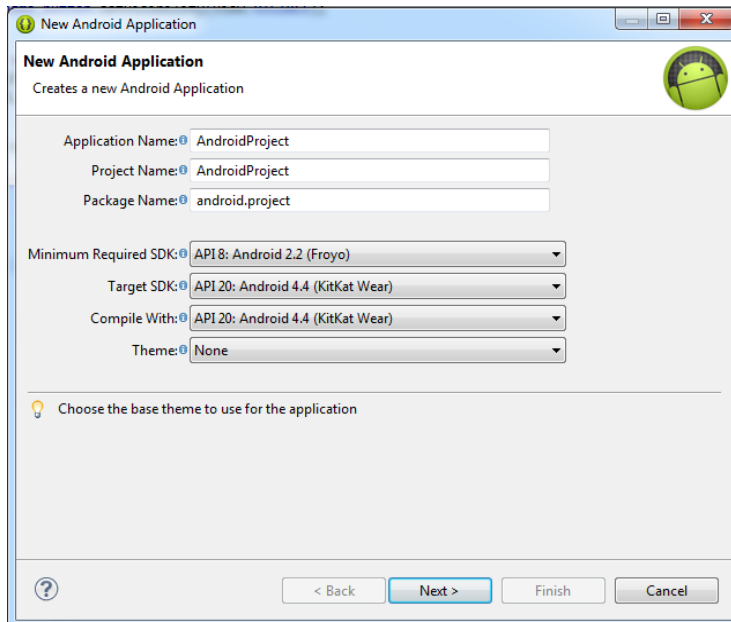 New Android Application
New Android Application
Creates a new Android Application
Application Name: AndroidProject
Project Name: AndroidProject
Package Name: android.project
Minimum Required SDK: API 8: Android 2.2 (Froyo)
Target SDK: API 20: Android 4.4 (KitKat Wear)
Compile With: API 20: Android 4.4 (KitKat Wear)
Theme: None
Choose the base theme to use for the application
? < Back Next > Finish Cancel